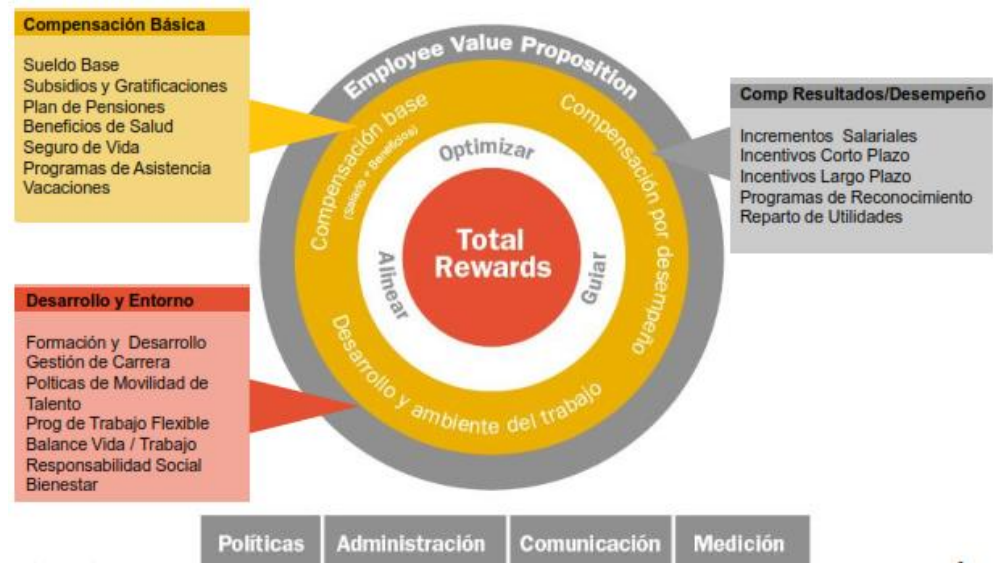 Compensación Básica
Sueldo Base
Subsidios y Gratificaciones
Plan de Pensiones
Beneficios de Salud
Seguro de Vida
Programas de Asistencia
Vacaciones
Employee Value Proposition
Compensación base
(Salario + Beneficios)
Compensación por desempeño
Desarrollo y ambiente del trabajo
Optimizar
Alinear
Guiar
Total
Rewards
Comp Resultados/Desempeño
Incrementos Salariales
Incentivos Corto Plazo
Incentivos Largo Plazo
Programas de Reconocimiento
Reparto de Utilidades
Desarrollo y Entorno
Formación y Desarrollo
Gestión de Carrera
Polticas de Movilidad de
Talento
Prog de Trabajo Flexible
Balance Vida / Trabajo
Responsabilidad Social
Bienestar
Políticas
Administración
Comunicación
Medición